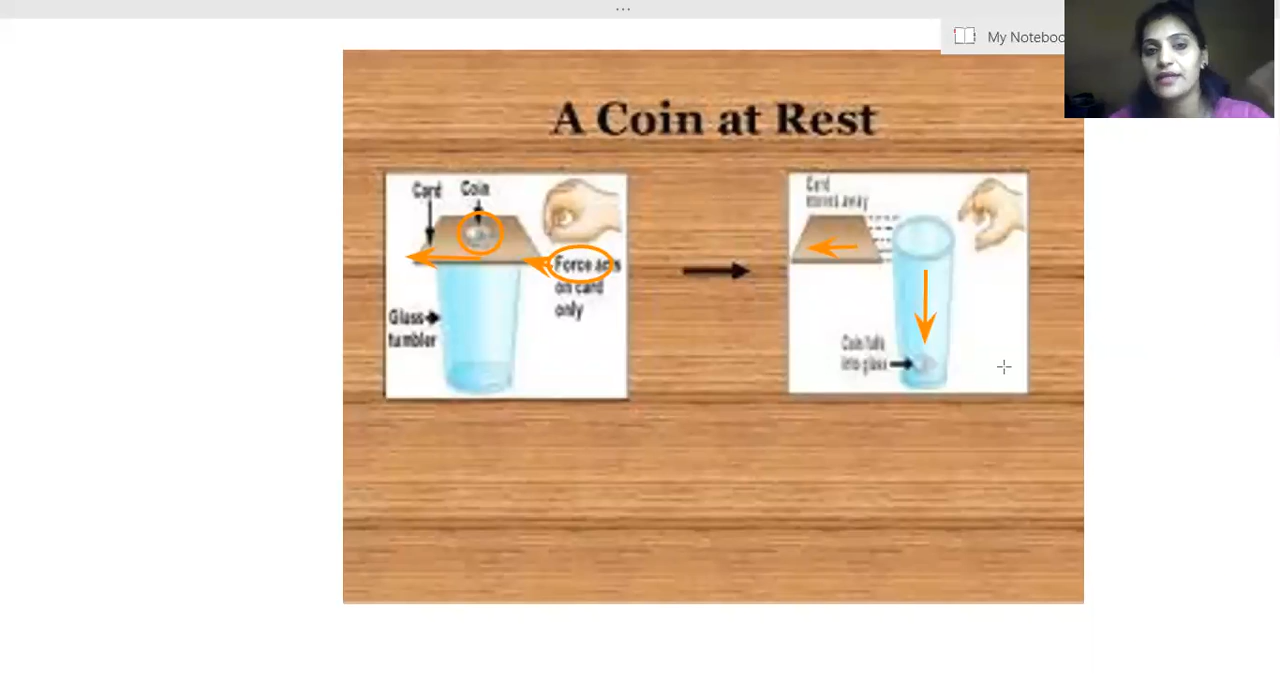 ...
My Noteboo
A Coin at Rest
Card
Coin
Force acts
on card
only
Glass
tumbler
Card
moved away
Coin falls
into glass